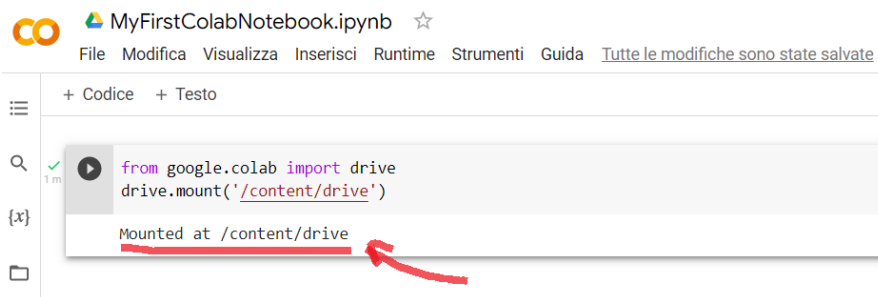 MyFirstColabNotebook.ipynb
File Modifica Visualizza Inserisci Runtime Strumenti Guida Tutte le modifiche sono state salvate
+ Codice + Testo
from google.colab import drive
1 m
drive.mount('/content/drive')
{x}
Mounted at /content/drive